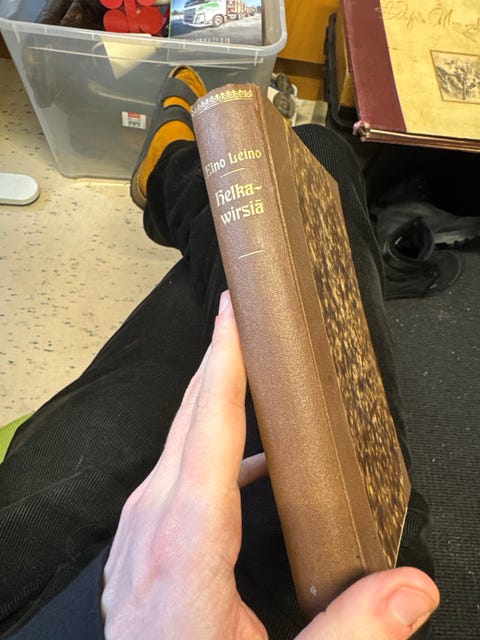 Eino Leino
Helka-
wirsiä